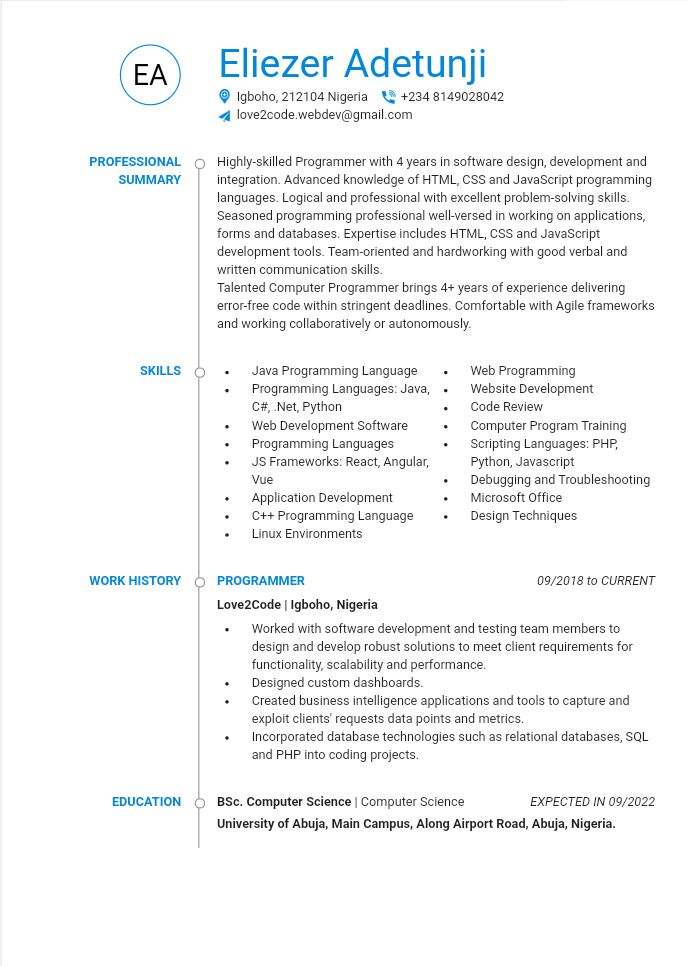 EA
Eliezer Adetunji
Igboho, 212104 Nigeria +234 8149028042
love2code.webdev@gmail.com
PROFESSIONAL
SUMMARY
Highly-skilled Programmer with 4 years in software design, development and
integration. Advanced knowledge of HTML, CSS and JavaScript programming
languages. Logical and professional with excellent problem-solving skills.
Seasoned programming professional well-versed in working on applications,
forms and databases. Expertise includes HTML, CSS and JavaScript
development tools. Team-oriented and hardworking with good verbal and
written communication skills.
Talented Computer Programmer brings 4+ years of experience delivering
error-free code within stringent deadlines. Comfortable with Agile frameworks
and working collaboratively or autonomously.
SKILLS
• Java Programming Language
• Programming Languages: Java,
C#, .Net, Python
• Web Development Software
• Programming Languages
• JS Frameworks: React, Angular,
Vue
• Application Development
• C++ Programming Language
• Linux Environments
• Web Programming
• Website Development
• Code Review
• Computer Program Training
• Scripting Languages: PHP,
Python, Javascript
• Debugging and Troubleshooting
• Microsoft Office
• Design Techniques
WORK HISTORY
PROGRAMMER 09/2018 to CURRENT
Love2Code | Igboho, Nigeria
• Worked with software development and testing team members to
design and develop robust solutions to meet client requirements for
functionality, scalability and performance.
• Designed custom dashboards.
• Created business intelligence applications and tools to capture and
exploit clients' requests data points and metrics.
• Incorporated database technologies such as relational databases, SQL
and PHP into coding projects.
EDUCATION
BSc. Computer Science | Computer Science EXPECTED IN 09/2022
University of Abuja, Main Campus, Along Airport Road, Abuja, Nigeria.